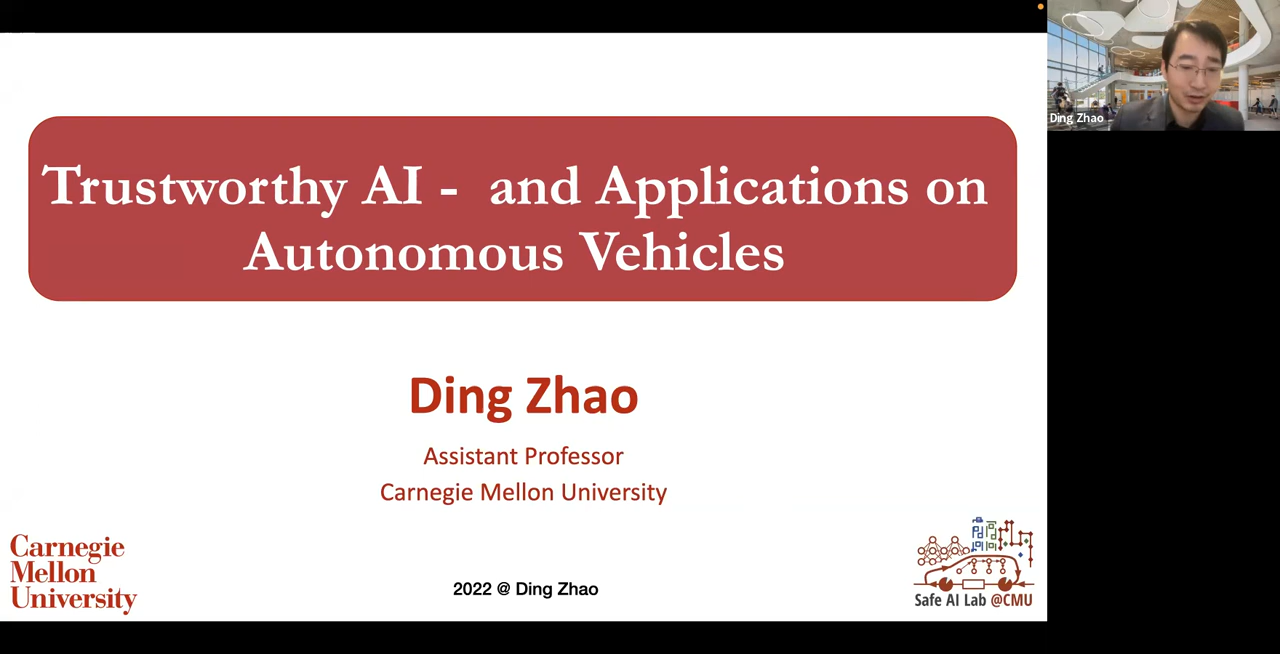 Trustworthy AI - and Applications on
Autonomous Vehicles
Ding Zhao
Assistant Professor
Carnegie Mellon University
Carnegie
Mellon
University
2022 @ Ding Zhao
Safe AI Lab @CMU
Ding Zhao